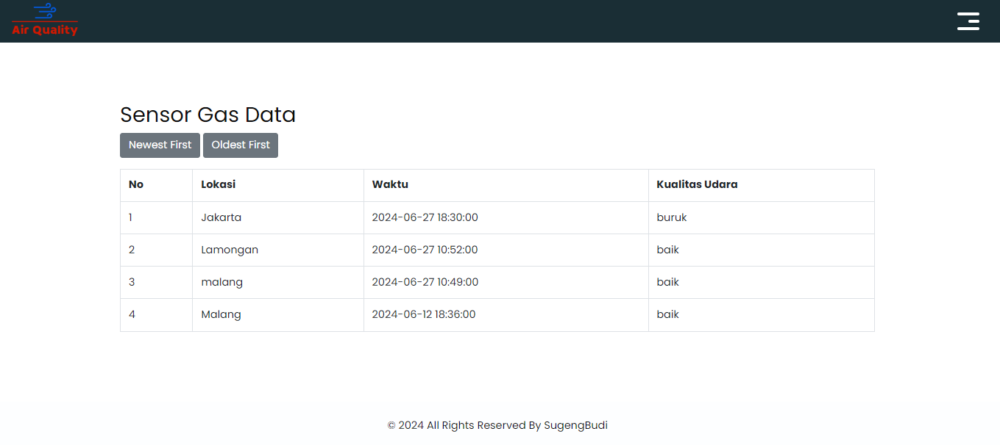 Air Quality
Sensor Gas Data
Newest First Oldest First
No Lokasi Waktu Kualitas Udara
1 Jakarta 2024-06-27 18:30:00 buruk
2 Lamongan 2024-06-27 10:52:00 baik
3 malang 2024-06-27 10:49:00 baik
4 Malang 2024-06-12 18:36:00 baik
© 2024 All Rights Reserved By SugengBudi